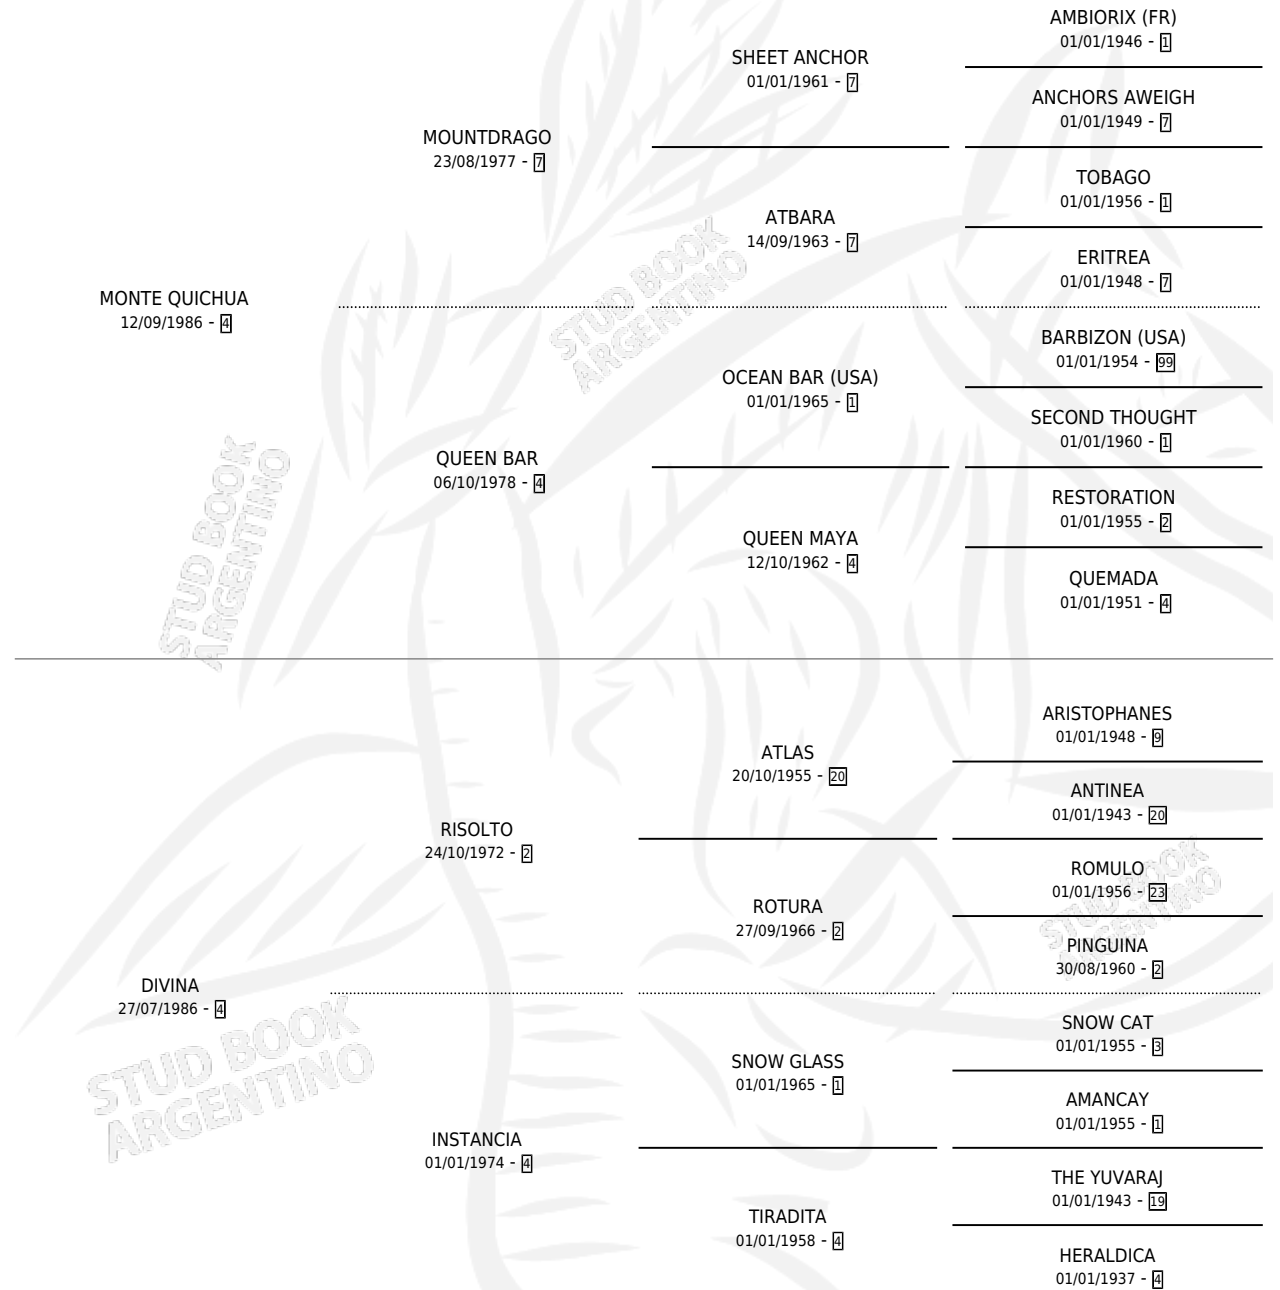 AMBIORIX (FR)
01/01/1946 - 1
SHEET ANCHOR
01/01/1961 - 7
ANCHORS AWEIGH
01/01/1949 - 7
MOUNTDRAGO
23/08/1977 - 7
TOBAGO
01/01/1956 - 1
ATBARA
14/09/1963 - 7
ERITREA
01/01/1948 - 7
MONTE QUICHUA
12/09/1986 - 4
BARBIZON (USA)
01/01/1954 - 99
OCEAN BAR (USA)
01/01/1965 - 1
SECOND THOUGHT
01/01/1960 - 1
QUEEN BAR
06/10/1978 - 4
RESTORATION
01/01/1955 - 2
QUEEN MAYA
12/10/1962 - 4
QUEMADA
01/01/1951 - 4
ARISTOPHANES
01/01/1948 - 9
ATLAS
20/10/1955 - 20
ANTINEA
01/01/1943 - 20
RISOLTO
24/10/1972 - 2
ROMULO
01/01/1956 - 23
ROTURA
27/09/1966 - 2
PINGUINA
30/08/1960 - 2
DIVINA
27/07/1986 - 4
SNOW CAT
01/01/1955 - 3
SNOW GLASS
01/01/1965 - 1
AMANCAY
01/01/1955 - 1
INSTANCIA
01/01/1974 - 4
THE YUVARAJ
01/01/1943 - 19
TIRADITA
01/01/1958 - 4
HERALDICA
01/01/1937 - 4
STUD BOOK
ARGENTINO
STUD BOOK
ARGENTINO
STUD BOOK
ARGENTINO
STUD BOOK
ARGENTINO